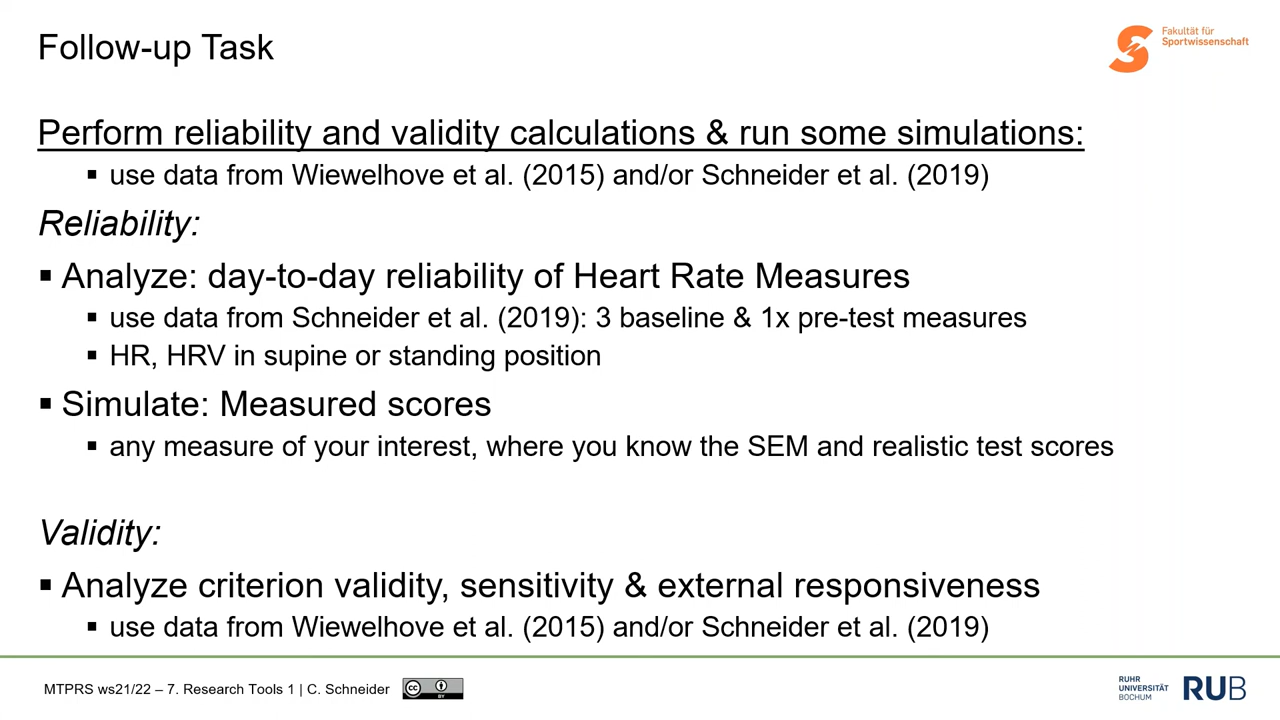 Follow-up Task
Fakultät für
Sportwissenschaft
Perform reliability and validity calculations & run some simulations:
▪ use data from Wiewelhove et al. (2015) and/or Schneider et al. (2019)
Reliability:
▪ Analyze: day-to-day reliability of Heart Rate Measures
▪ use data from Schneider et al. (2019): 3 baseline & 1x pre-test measures
▪ HR, HRV in supine or standing position
▪ Simulate: Measured scores
▪ any measure of your interest, where you know the SEM and realistic test scores
Validity:
▪ Analyze criterion validity, sensitivity & external responsiveness
▪ use data from Wiewelhove et al. (2015) and/or Schneider et al. (2019)
MTPRS ws21/22 – 7. Research Tools 1 | C. Schneider
cc BY
RUHR
UNIVERSITÄT
BOCHUM
RUB